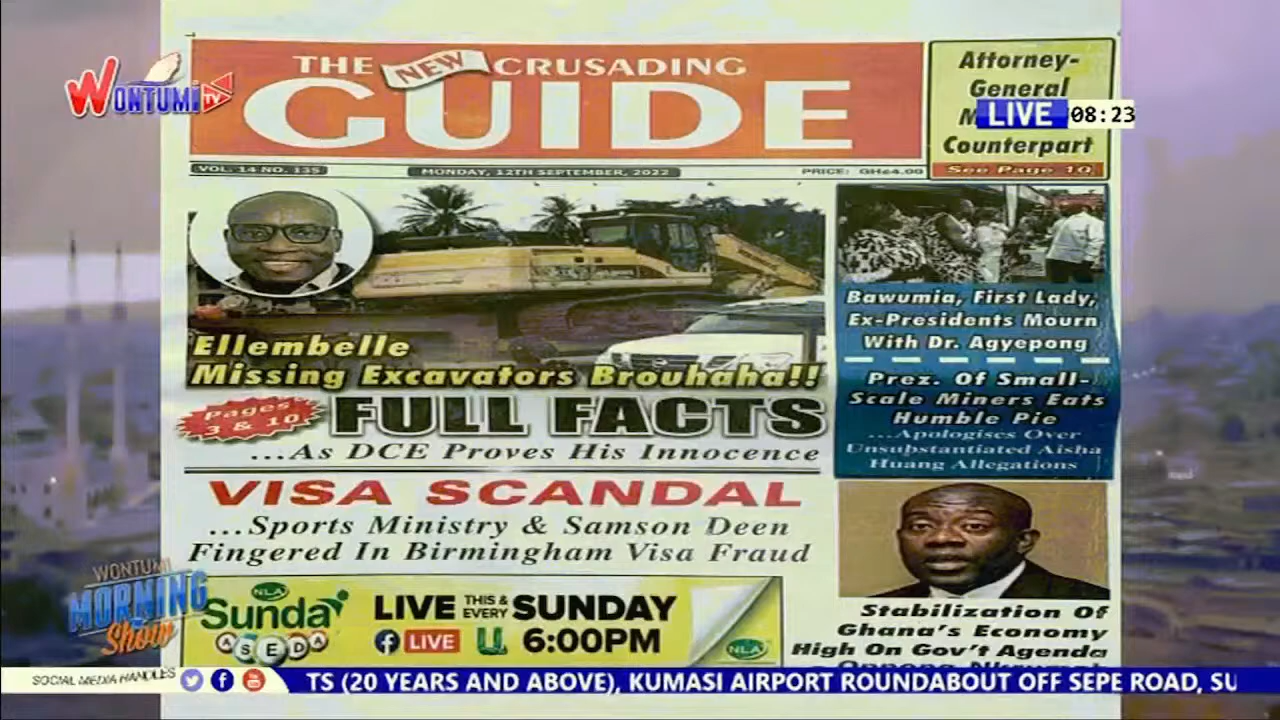 WONTUMI TV
THE NEW CRUSADING
GUIDE
Attorney-
General
LIVE 08:23
Counterpart
See Page 10
VOL. 14 NO. 135
MONDAY, 12TH SEPTEMBER, 2022
PRICE: GH¢4.00
Ellembelle
Missing Excavators Brouhaha!!
Pages
3 & 10
FULL FACTS
...As DCE Proves His Innocence
Bawumia, First Lady,
Ex-Presidents Mourn
With Dr. Agyepong
Prez. Of Small-
Scale Miners Eats
Humble Pie
...Apologises Over
Unsubstantiated Aisha
Huang Allegations
VISA SCANDAL
...Sports Ministry & Samson Deen
Fingered In Birmingham Visa Fraud
Stabilization Of
Ghana's Economy
High On Gov't Agenda
NLA
Sunday
ASEDA
LIVE THIS & EVERY SUNDAY
LIVE 6:00PM
NLA
WONTUMI
MORNING
Show
SOCIAL MEDIA HANDLES
TS (20 YEARS AND ABOVE), KUMASI AIRPORT ROUNDABOUT OFF SEPE ROAD, SU